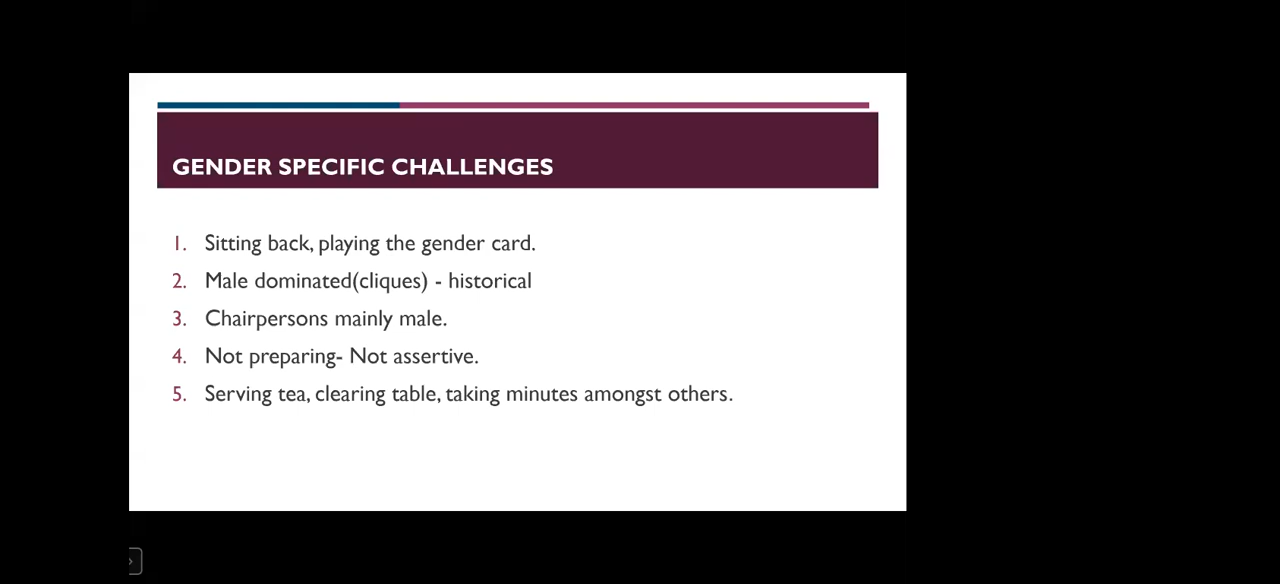 GENDER SPECIFIC CHALLENGES
1. Sitting back, playing the gender card.
2. Male dominated(cliques) - historical
3. Chairpersons mainly male.
4. Not preparing- Not assertive.
5. Serving tea, clearing table, taking minutes amongst others.